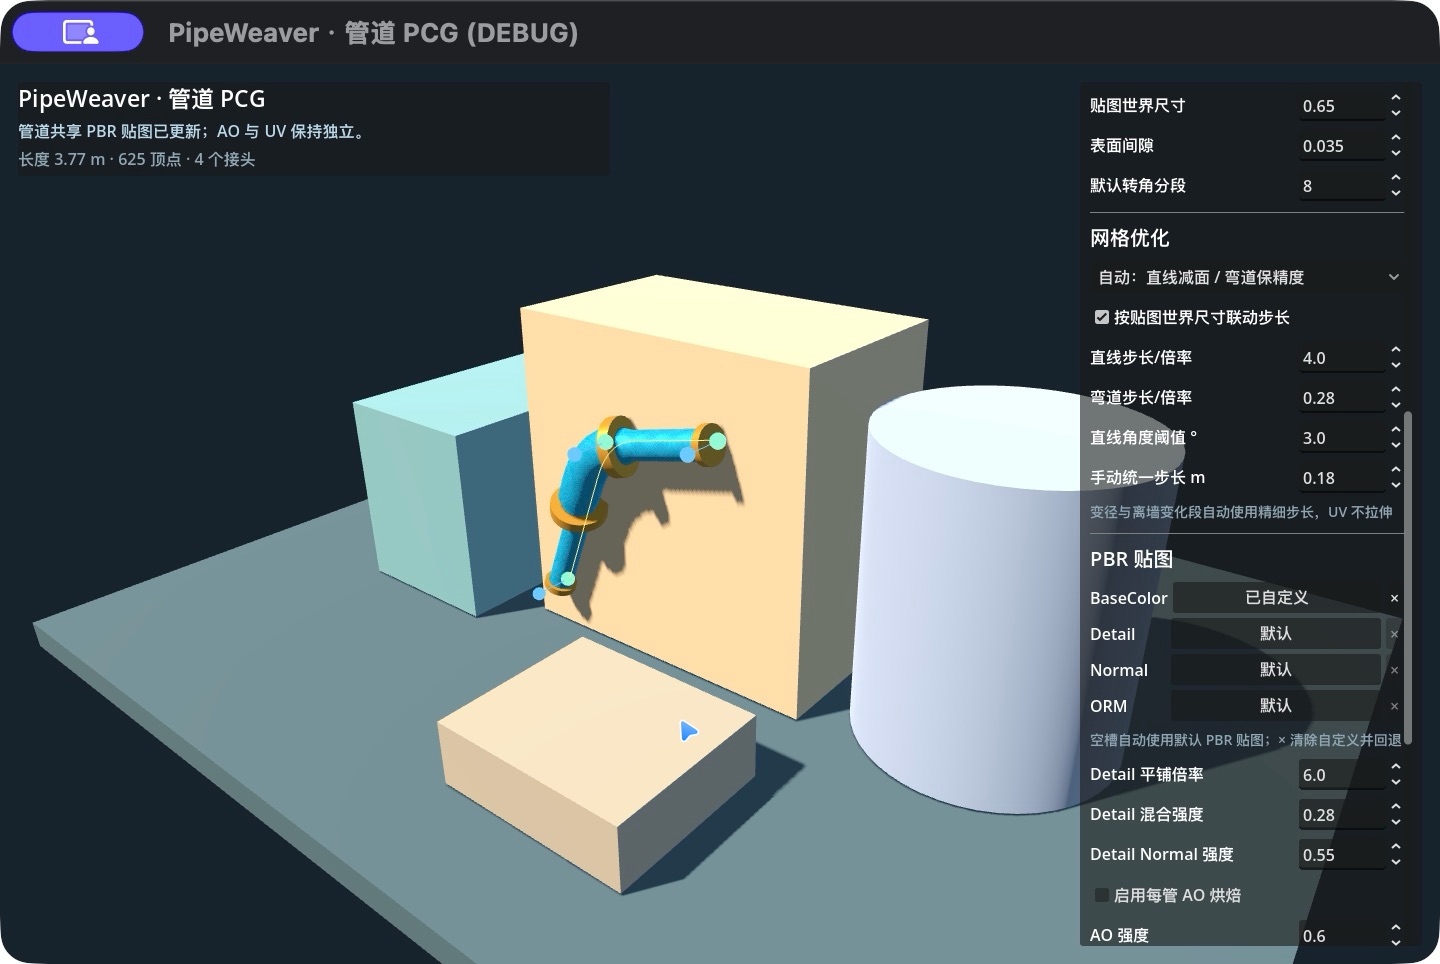 PipeWeaver · 管道 PCG (DEBUG)
PipeWeaver · 管道 PCG
管道共享 PBR 贴图已更新；AO 与 UV 保持独立。
长度 3.77 m · 625 顶点 · 4 个接头
贴图世界尺寸 0.65
表面间隙 0.035
默认转角分段 8
网格优化
自动：直线减面 / 弯道保精度
按贴图世界尺寸联动步长
直线步长/倍率 4.0
弯道步长/倍率 0.28
直线角度阈值 ° 3.0
手动统一步长 m 0.18
变径与离墙变化段自动使用精细步长，UV 不拉伸
PBR 贴图
BaseColor 已自定义 ×
Detail 默认 ×
Normal 默认 ×
ORM 默认 ×
空槽自动使用默认 PBR 贴图；× 清除自定义并回退
Detail 平铺倍率 6.0
Detail 混合强度 0.28
Detail Normal 强度 0.55
启用每管 AO 烘焙
AO 强度 0.6